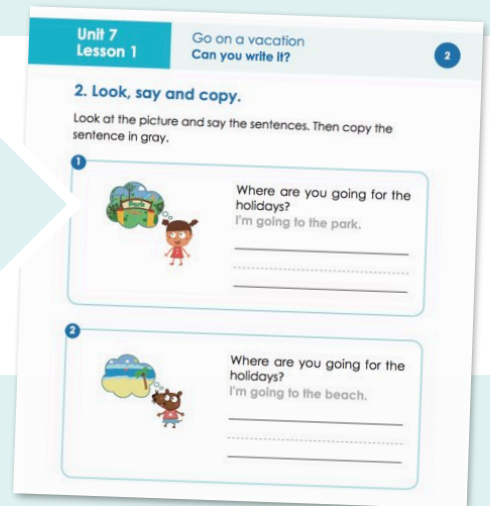 Unit 7
Lesson 1
Go on a vacation
Can you write it?
2
2. Look, say and copy.
Look at the picture and say the sentences. Then copy the
sentence in gray.
1
Park
Where are you going for the
holidays?
I'm going to the park.
2
Where are you going for the
holidays?
I'm going to the beach.